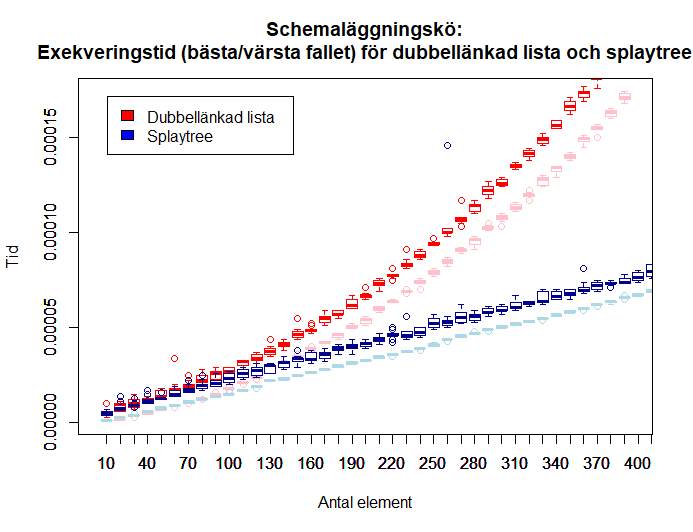 Schemaläggningskö:
Exekveringstid (bästa/värsta fallet) för dubbellänkad lista och splaytree
Dubbellänkad lista
Splaytree
Tid
0.00015
0.00010
0.00005
0.00000
10 40 70 100 130 160 190 220 250 280 310 340 370 400
Antal element